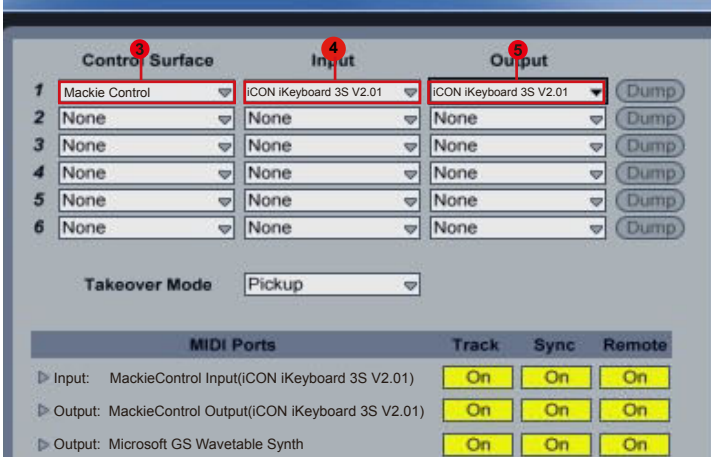 3 4 5
Control Surface Input Output
1 Mackie Control iCON iKeyboard 3S V2.01 iCON iKeyboard 3S V2.01 Dump
2 None None None Dump
3 None None None Dump
4 None None None Dump
5 None None None Dump
6 None None None Dump
Takeover Mode Pickup
MIDI Ports Track Sync Remote
Input: MackieControl Input(iCON iKeyboard 3S V2.01) On On On
Output: MackieControl Output(iCON iKeyboard 3S V2.01) On On On
Output: Microsoft GS Wavetable Synth On On On